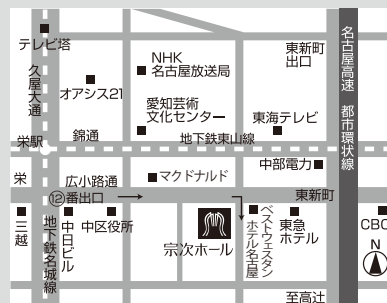 テレビ塔
久屋大通
オアシス21
NHK
名古屋放送局
愛知芸術
文化センター
東新町
出口
名古屋高速 都市環状線
東海テレビ
栄駅
錦通
地下鉄東山線
中部電力
栄
広小路通
マクドナルド
東新町
⑫番出口
三越
地下鉄名城線
中日ビル
中区役所
宗次ホール
ベストウェスタン
ホテル名古屋
東急
ホテル
CBC
N
至高辻